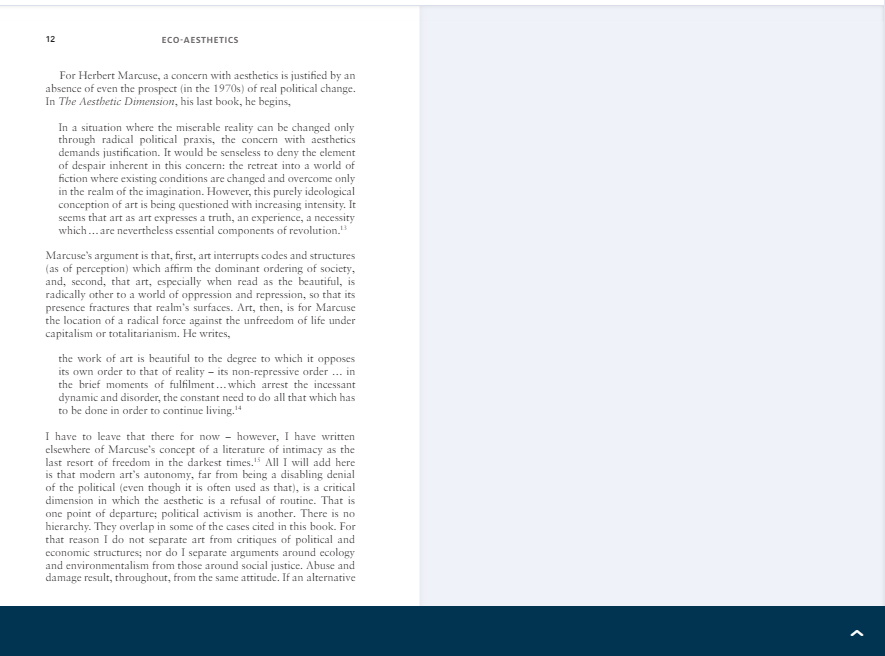 12
ECO-AESTHETICS
For Herbert Marcuse, a concern with aesthetics is justified by an
absence of even the prospect (in the 1970s) of real political change.
In The Aesthetic Dimension, his last book, he begins,
In a situation where the miserable reality can be changed only
through radical political praxis, the concern with aesthetics
demands justification. It would be senseless to deny the element
of despair inherent in this concern: the retreat into a world of
fiction where existing conditions are changed and overcome only
in the realm of the imagination. However, this purely ideological
conception of art is being questioned with increasing intensity. It
seems that art as art expresses a truth, an experience, a necessity
which … are nevertheless essential components of revolution.13
Marcuse's argument is that, first, art interrupts codes and structures
(as of perception) which affirm the dominant ordering of society,
and, second, that art, especially when read as the beautiful, is
radically other to a world of oppression and repression, so that its
presence fractures that realm's surfaces. Art, then, is for Marcuse
the location of a radical force against the unfreedom of life under
capitalism or totalitarianism. He writes,
the work of art is beautiful to the degree to which it opposes
its own order to that of reality – its non-repressive order … in
the brief moments of fulfilment … which arrest the incessant
dynamic and disorder, the constant need to do all that which has
to be done in order to continue living.14
I have to leave that there for now – however, I have written
elsewhere of Marcuse's concept of a literature of intimacy as the
last resort of freedom in the darkest times.15 All I will add here
is that modern art's autonomy, far from being a disabling denial
of the political (even though it is often used as that), is a critical
dimension in which the aesthetic is a refusal of routine. That is
one point of departure; political activism is another. There is no
hierarchy. They overlap in some of the cases cited in this book. For
that reason I do not separate art from critiques of political and
economic structures; nor do I separate arguments around ecology
and environmentalism from those around social justice. Abuse and
damage result, throughout, from the same attitude. If an alternative